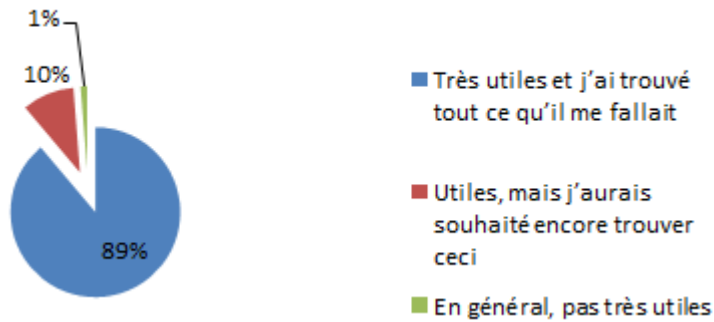 1%
10%
89%
Très utiles et j'ai trouvé
tout ce qu'il me fallait
Utiles, mais j'aurais
souhaité encore trouver
ceci
En général, pas très utiles